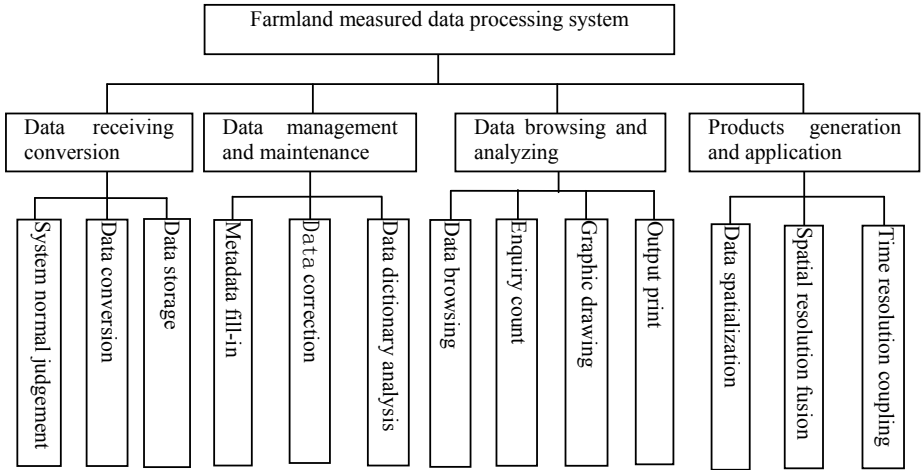 Farmland measured data processing system
Data receiving
conversion
Data management
and maintenance
Data browsing and
analyzing
Products generation
and application
System normal judgement
Data conversion
Data storage
Metadata fill-in
Data correction
Data dictionary analysis
Data browsing
Enquiry count
Graphic drawing
Output print
Data spatialization
Spatial resolution fusion
Time resolution coupling